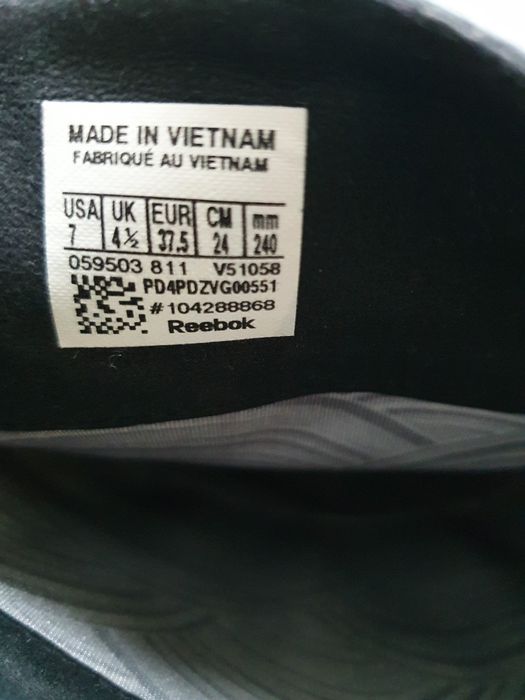 MADE IN VIETNAM
FABRIQUÉ AU VIETNAM
USA UK EUR CM mm
7 4½ 37.5 24 240
059503 811 V51058
PD4PDZVG00551
#104288868
Reebok